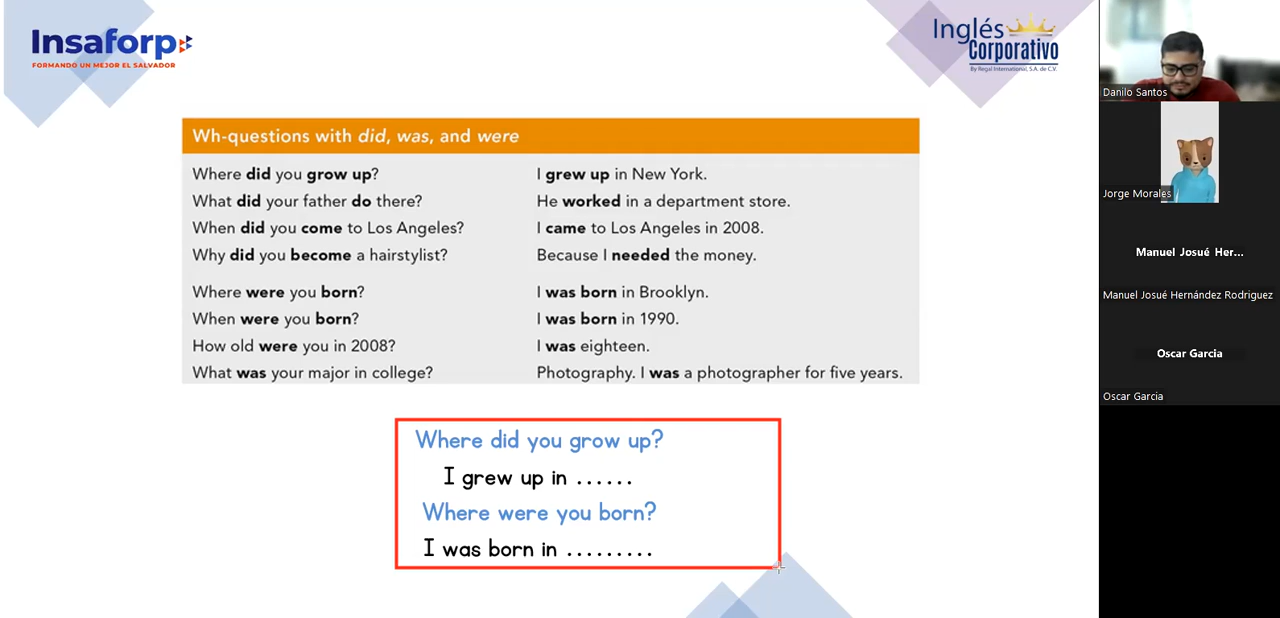 Insaforp
FORMANDO UN MEJOR EL SALVADOR
Inglés
Corporativo
By Regal International, S.A. de C.V.
Wh-questions with did, was, and were
Where did you grow up? I grew up in New York.
What did your father do there? He worked in a department store.
When did you come to Los Angeles? I came to Los Angeles in 2008.
Why did you become a hairstylist? Because I needed the money.
Where were you born? I was born in Brooklyn.
When were you born? I was born in 1990.
How old were you in 2008? I was eighteen.
What was your major in college? Photography. I was a photographer for five years.
Where did you grow up?
I grew up in ......
Where were you born?
I was born in .........
Danilo Santos
Jorge Morales
Manuel Josué Her...
Manuel Josué Hernández Rodriguez
Oscar Garcia
Oscar Garcia